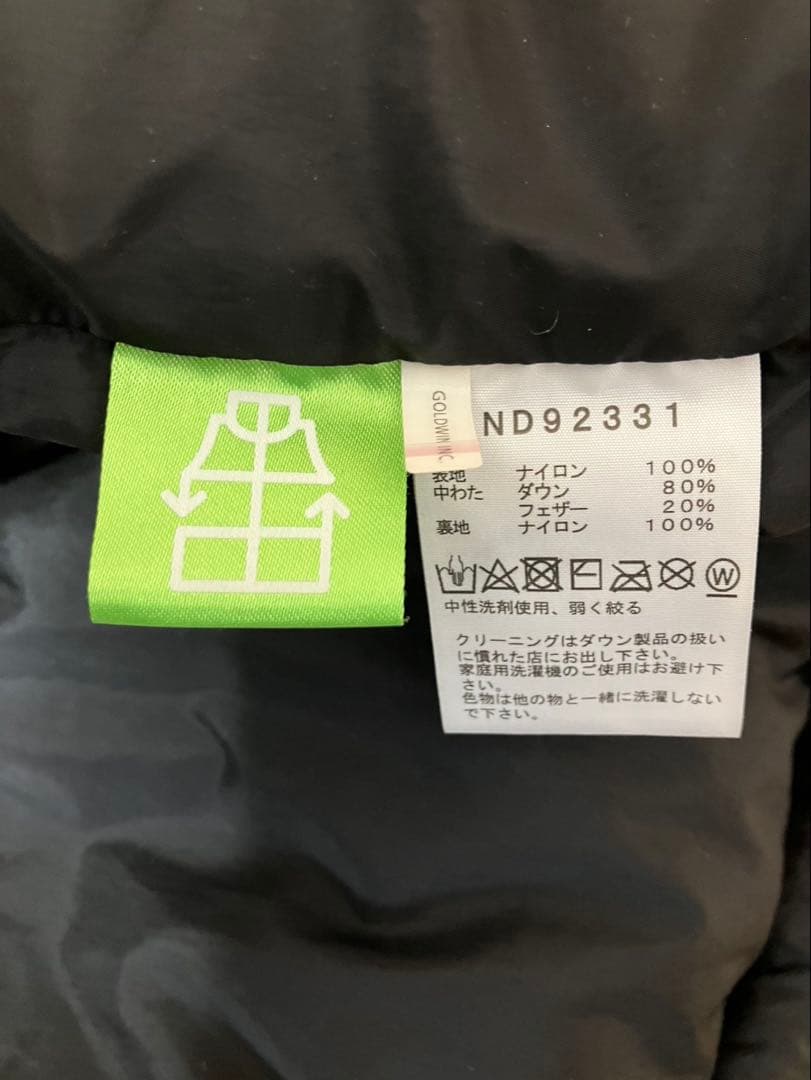 GOLDWIN INC
ND92331
表地 ナイロン 100%
中わた ダウン 80%
フェザー 20%
裏地 ナイロン 100%
W
中性洗剤使用、弱く絞る
クリーニングはダウン製品の扱い
に慣れた店にお出し下さい。
家庭用洗濯機のご使用はお避け下
さい。
色物は他の物と一緒に洗濯しない
で下さい。